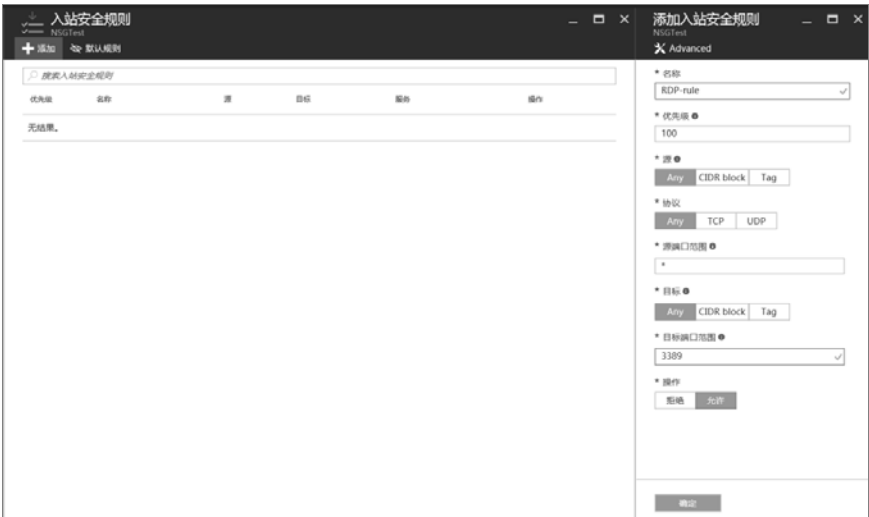 入站安全规则
NSGTest
添加 默认规则
搜索入站安全规则
优先级 名称 源 目标 服务 操作
无结果。
添加入站安全规则
NSGTest
Advanced
* 名称
RDP-rule
* 优先级
100
* 源
Any CIDR block Tag
* 协议
Any TCP UDP
* 源端口范围
*
* 目标
Any CIDR block Tag
* 目标端口范围
3389
* 操作
拒绝 允许
确定